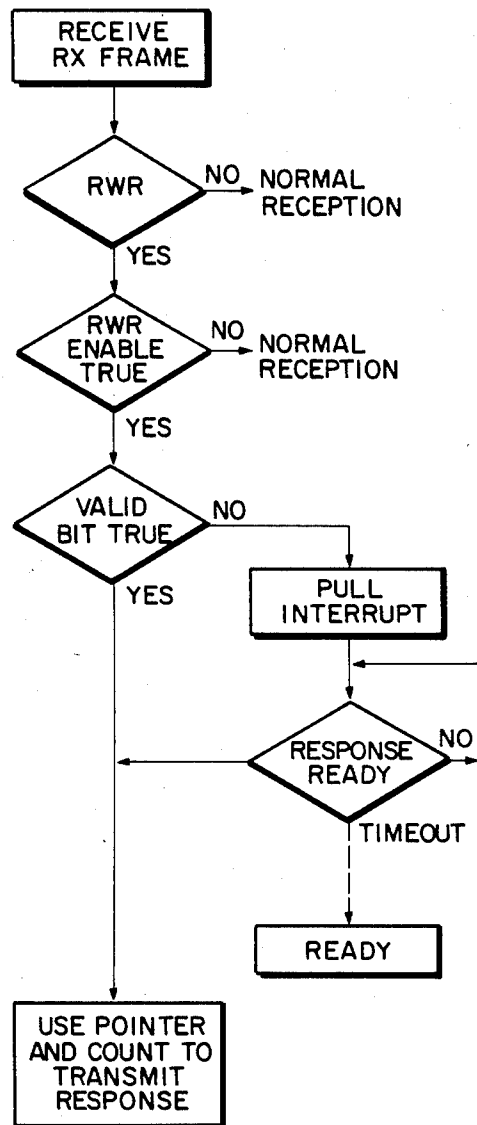 RECEIVE
RX FRAME
RWR
NO
NORMAL
RECEPTION
YES
RWR
ENABLE
TRUE
NO
NORMAL
RECEPTION
YES
VALID
BIT TRUE
NO
YES
PULL
INTERRUPT
RESPONSE
READY
NO
TIMEOUT
READY
USE POINTER
AND COUNT TO
TRANSMIT
RESPONSE